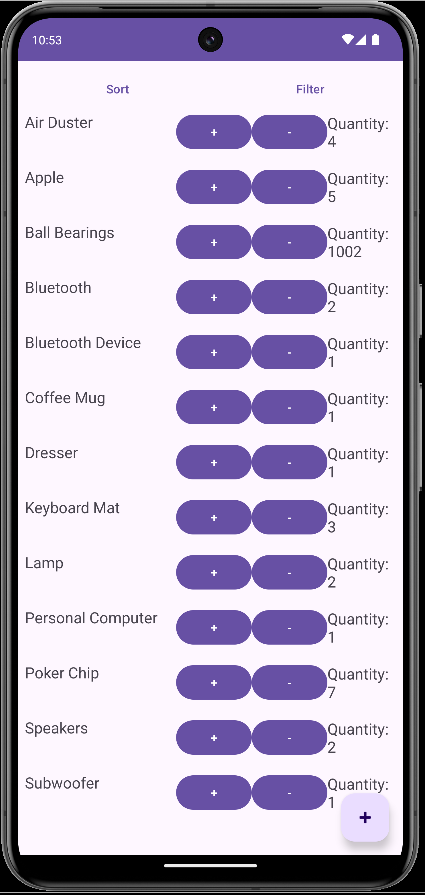 10:53
Sort Filter
Air Duster + - Quantity:
4
Apple + - Quantity:
5
Ball Bearings + - Quantity:
1002
Bluetooth + - Quantity:
2
Bluetooth Device + - Quantity:
1
Coffee Mug + - Quantity:
1
Dresser + - Quantity:
1
Keyboard Mat + - Quantity:
3
Lamp + - Quantity:
2
Personal Computer + - Quantity:
1
Poker Chip + - Quantity:
7
Speakers + - Quantity:
2
Subwoofer + - Quantity:
1
+